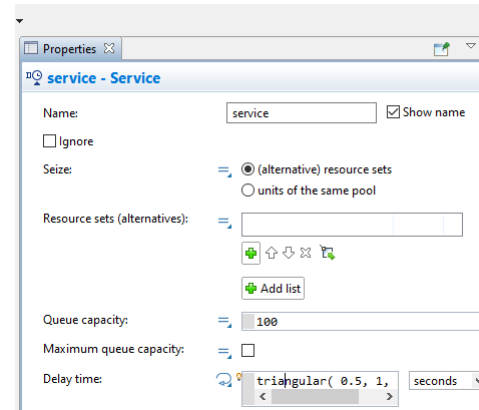 Properties
service - Service
Name: service Show name
Ignore
Seize: (alternative) resource sets
units of the same pool
Resource sets (alternatives):
Add list
Queue capacity: 100
Maximum queue capacity:
Delay time: triangular( 0.5, 1, seconds